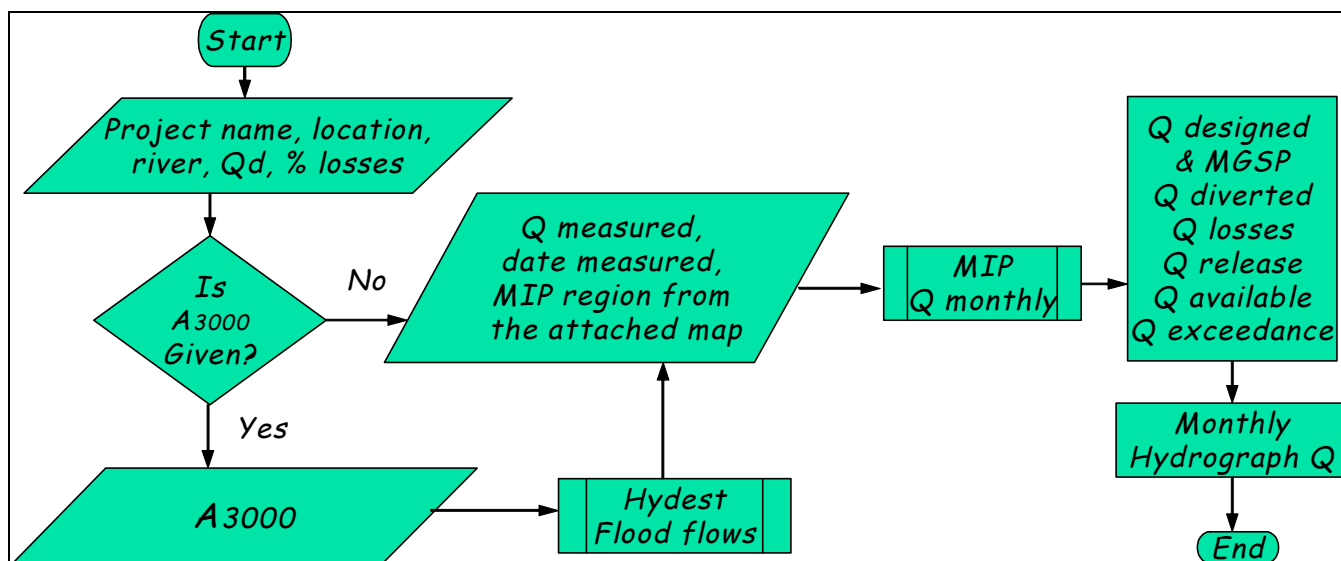 Start
Project name, location,
river, Qd, % losses
Is
A3000
Given?
No
Yes
A3000
Hydest
Flood flows
Q measured,
date measured,
MIP region from
the attached map
MIP
Q monthly
Q designed
& MGSP
Q diverted
Q losses
Q release
Q available
Q exceedance
Monthly
Hydrograph Q
End